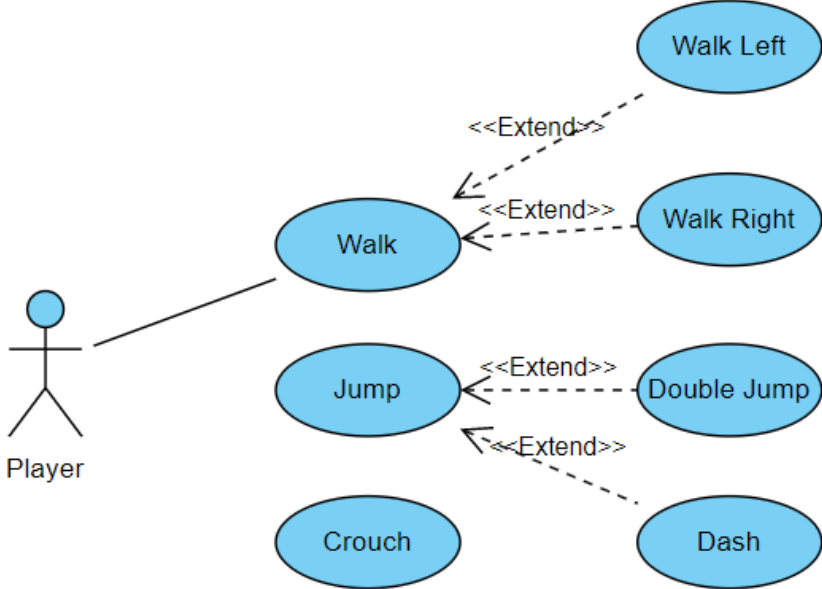 Walk Left
<<Extend>>
<<Extend>>
Walk Right
Walk
<<Extend>>
Jump
Double Jump
<<Extend>>
Player
Crouch
Dash